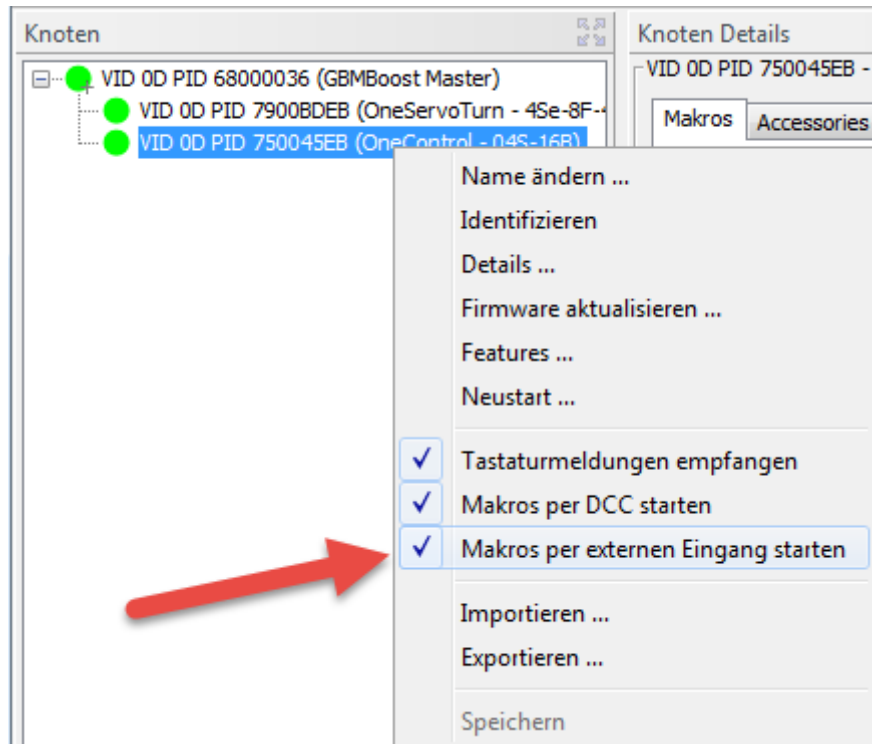 Knoten
Knoten Details
VID 0D PID 68000036 (GBMBoost Master)
VID 0D PID 750045EB -
VID 0D PID 7900BDEB (OneServoTurn - 4Se-8F-4
Makros
Accessories
VID 0D PID 750045EB (OneControl - 04S-16B)
Name ändern ...
Identifizieren
Details ...
Firmware aktualisieren ...
Features ...
Neustart ...
Tastaturmeldungen empfangen
Makros per DCC starten
Makros per externen Eingang starten
Importieren ...
Exportieren ...
Speichern